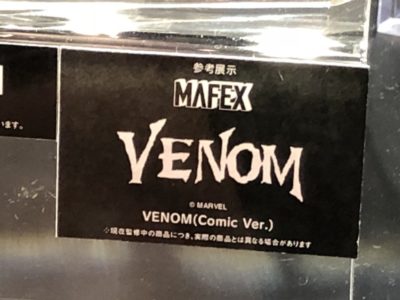 参考展示
MAFEX
VENOM
© MARVEL
VENOM(Comic Ver.)
※現在監修中の商品につき、実際の商品とは異なる場合があります
います。